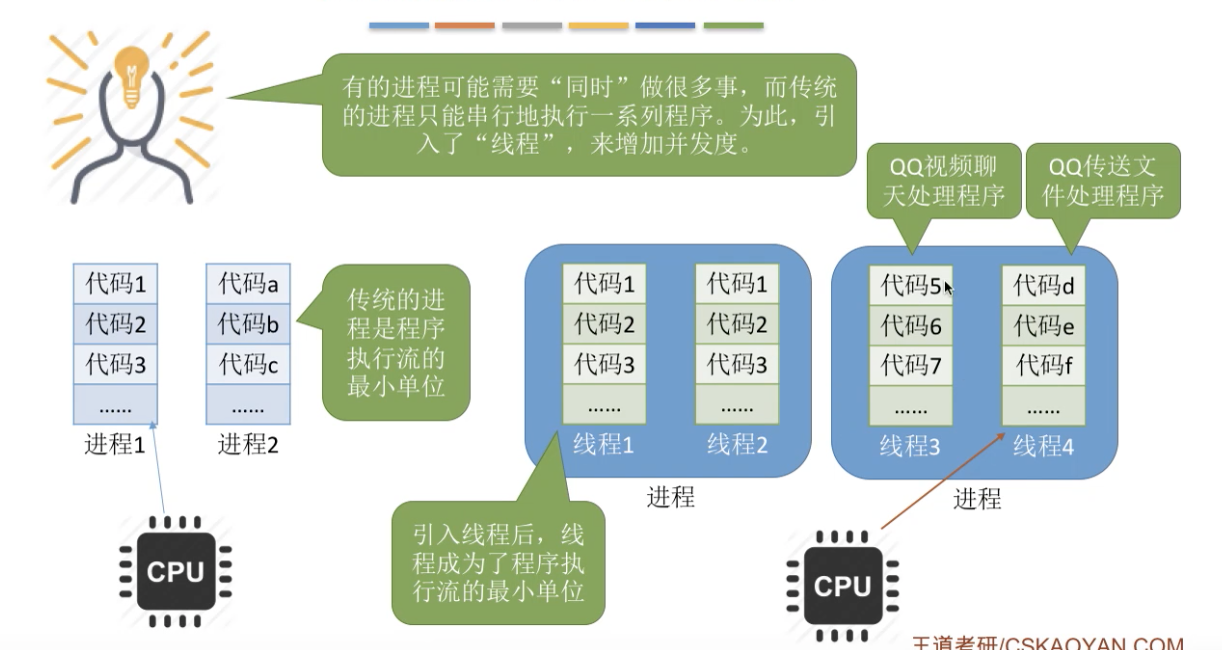 有的进程可能需要“同时”做很多事，而传统
的进程只能串行地执行一系列程序。为此，引
入了“线程”，来增加并发度。
QQ视频聊
天处理程序
QQ传送文
件处理程序
代码1
代码2
代码3
……
进程1
代码a
代码b
代码c
……
进程2
传统的进
程是程序
执行流的
最小单位
代码1
代码2
代码3
……
线程1
代码1
代码2
代码3
……
线程2
进程
代码5
代码6
代码7
……
线程3
代码d
代码e
代码f
……
线程4
进程
引入线程后，线
程成为了程序执
行流的最小单位
CPU
CPU
王道考研/CSKAOYAN.COM